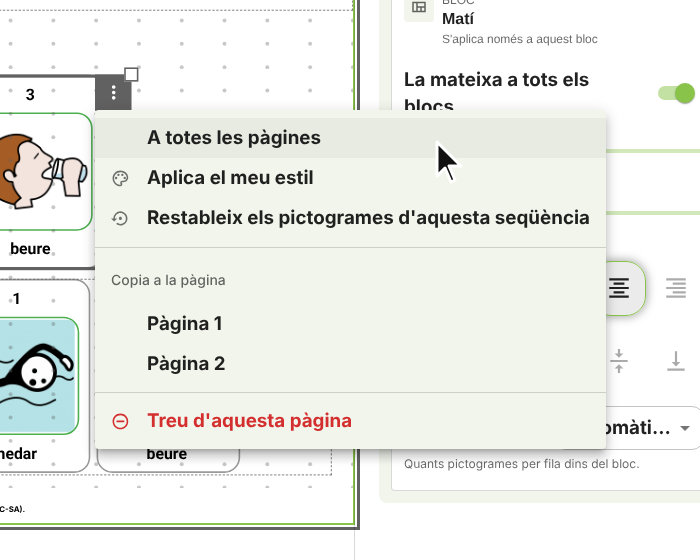 BLOC
Matí
S'aplica només a aquest bloc
La mateixa a tots els
blocs
3
A totes les pàgines
Aplica el meu estil
Restableix els pictogrames d'aquesta seqüència
beure
Copia a la pàgina
1
Pàgina 1
Pàgina 2
Treu d'aquesta pàgina
omàti...
nedar
beure
Quants pictogrames per fila dins del bloc.
C-SA).